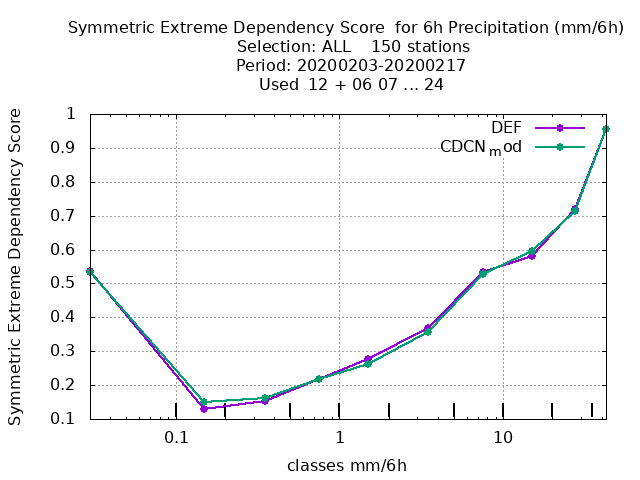 Symmetric Extreme Dependency Score  for 6h Precipitation (mm/6h)
Selection: ALL    150 stations
Period: 20200203-20200217
Used  12 + 06 07 ... 24
DEF
CDCNmod
Symmetric Extreme Dependency Score
1
0.9
0.8
0.7
0.6
0.5
0.4
0.3
0.2
0.1
0.1 1 10
classes mm/6h